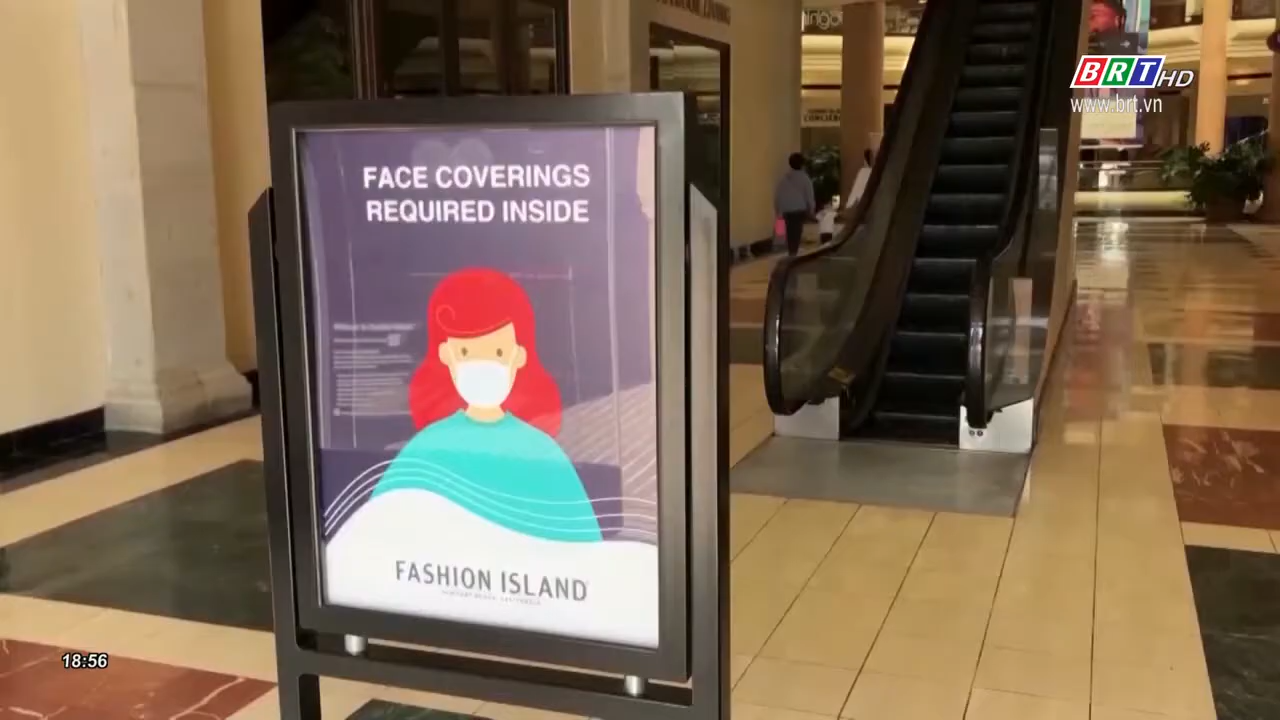 BRT HD
www.brt.vn
FACE COVERINGS
REQUIRED INSIDE
FASHION ISLAND
18:56